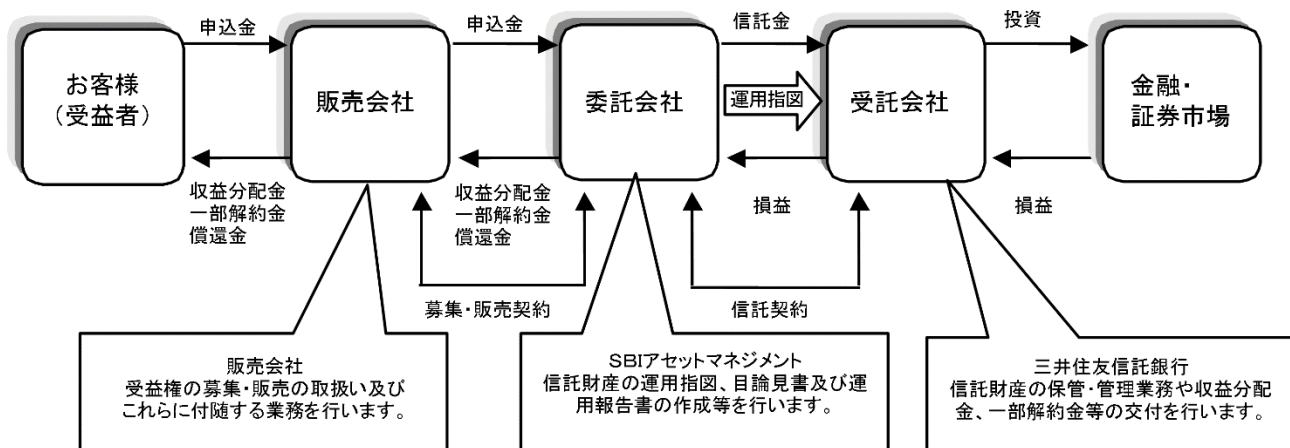 申込金
申込金
信託金
投資
お客様
(受益者)
販売会社
委託会社
運用指図
受託会社
金融・
証券市場
収益分配金
一部解約金
償還金
収益分配金
一部解約金
償還金
損益
損益
募集・販売契約
信託契約
販売会社
受益権の募集・販売の取扱い及び
これらに付随する業務を行います。
SBIアセットマネジメント
信託財産の運用指図、目論見書及び運
用報告書の作成等を行います。
三井住友信託銀行
信託財産の保管・管理業務や収益分配
金、一部解約金等の交付を行います。